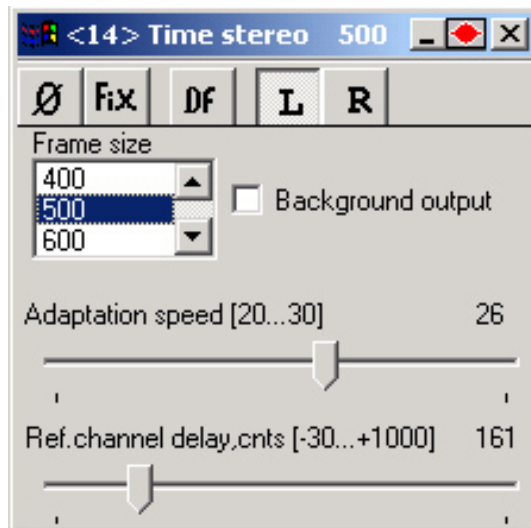 <14> Time stereo 500
Ø Fix Df L R
Frame size
400
500
600
Background output
Adaptation speed [20...30] 26
Ref.channel delay,cnts [-30...+1000] 161